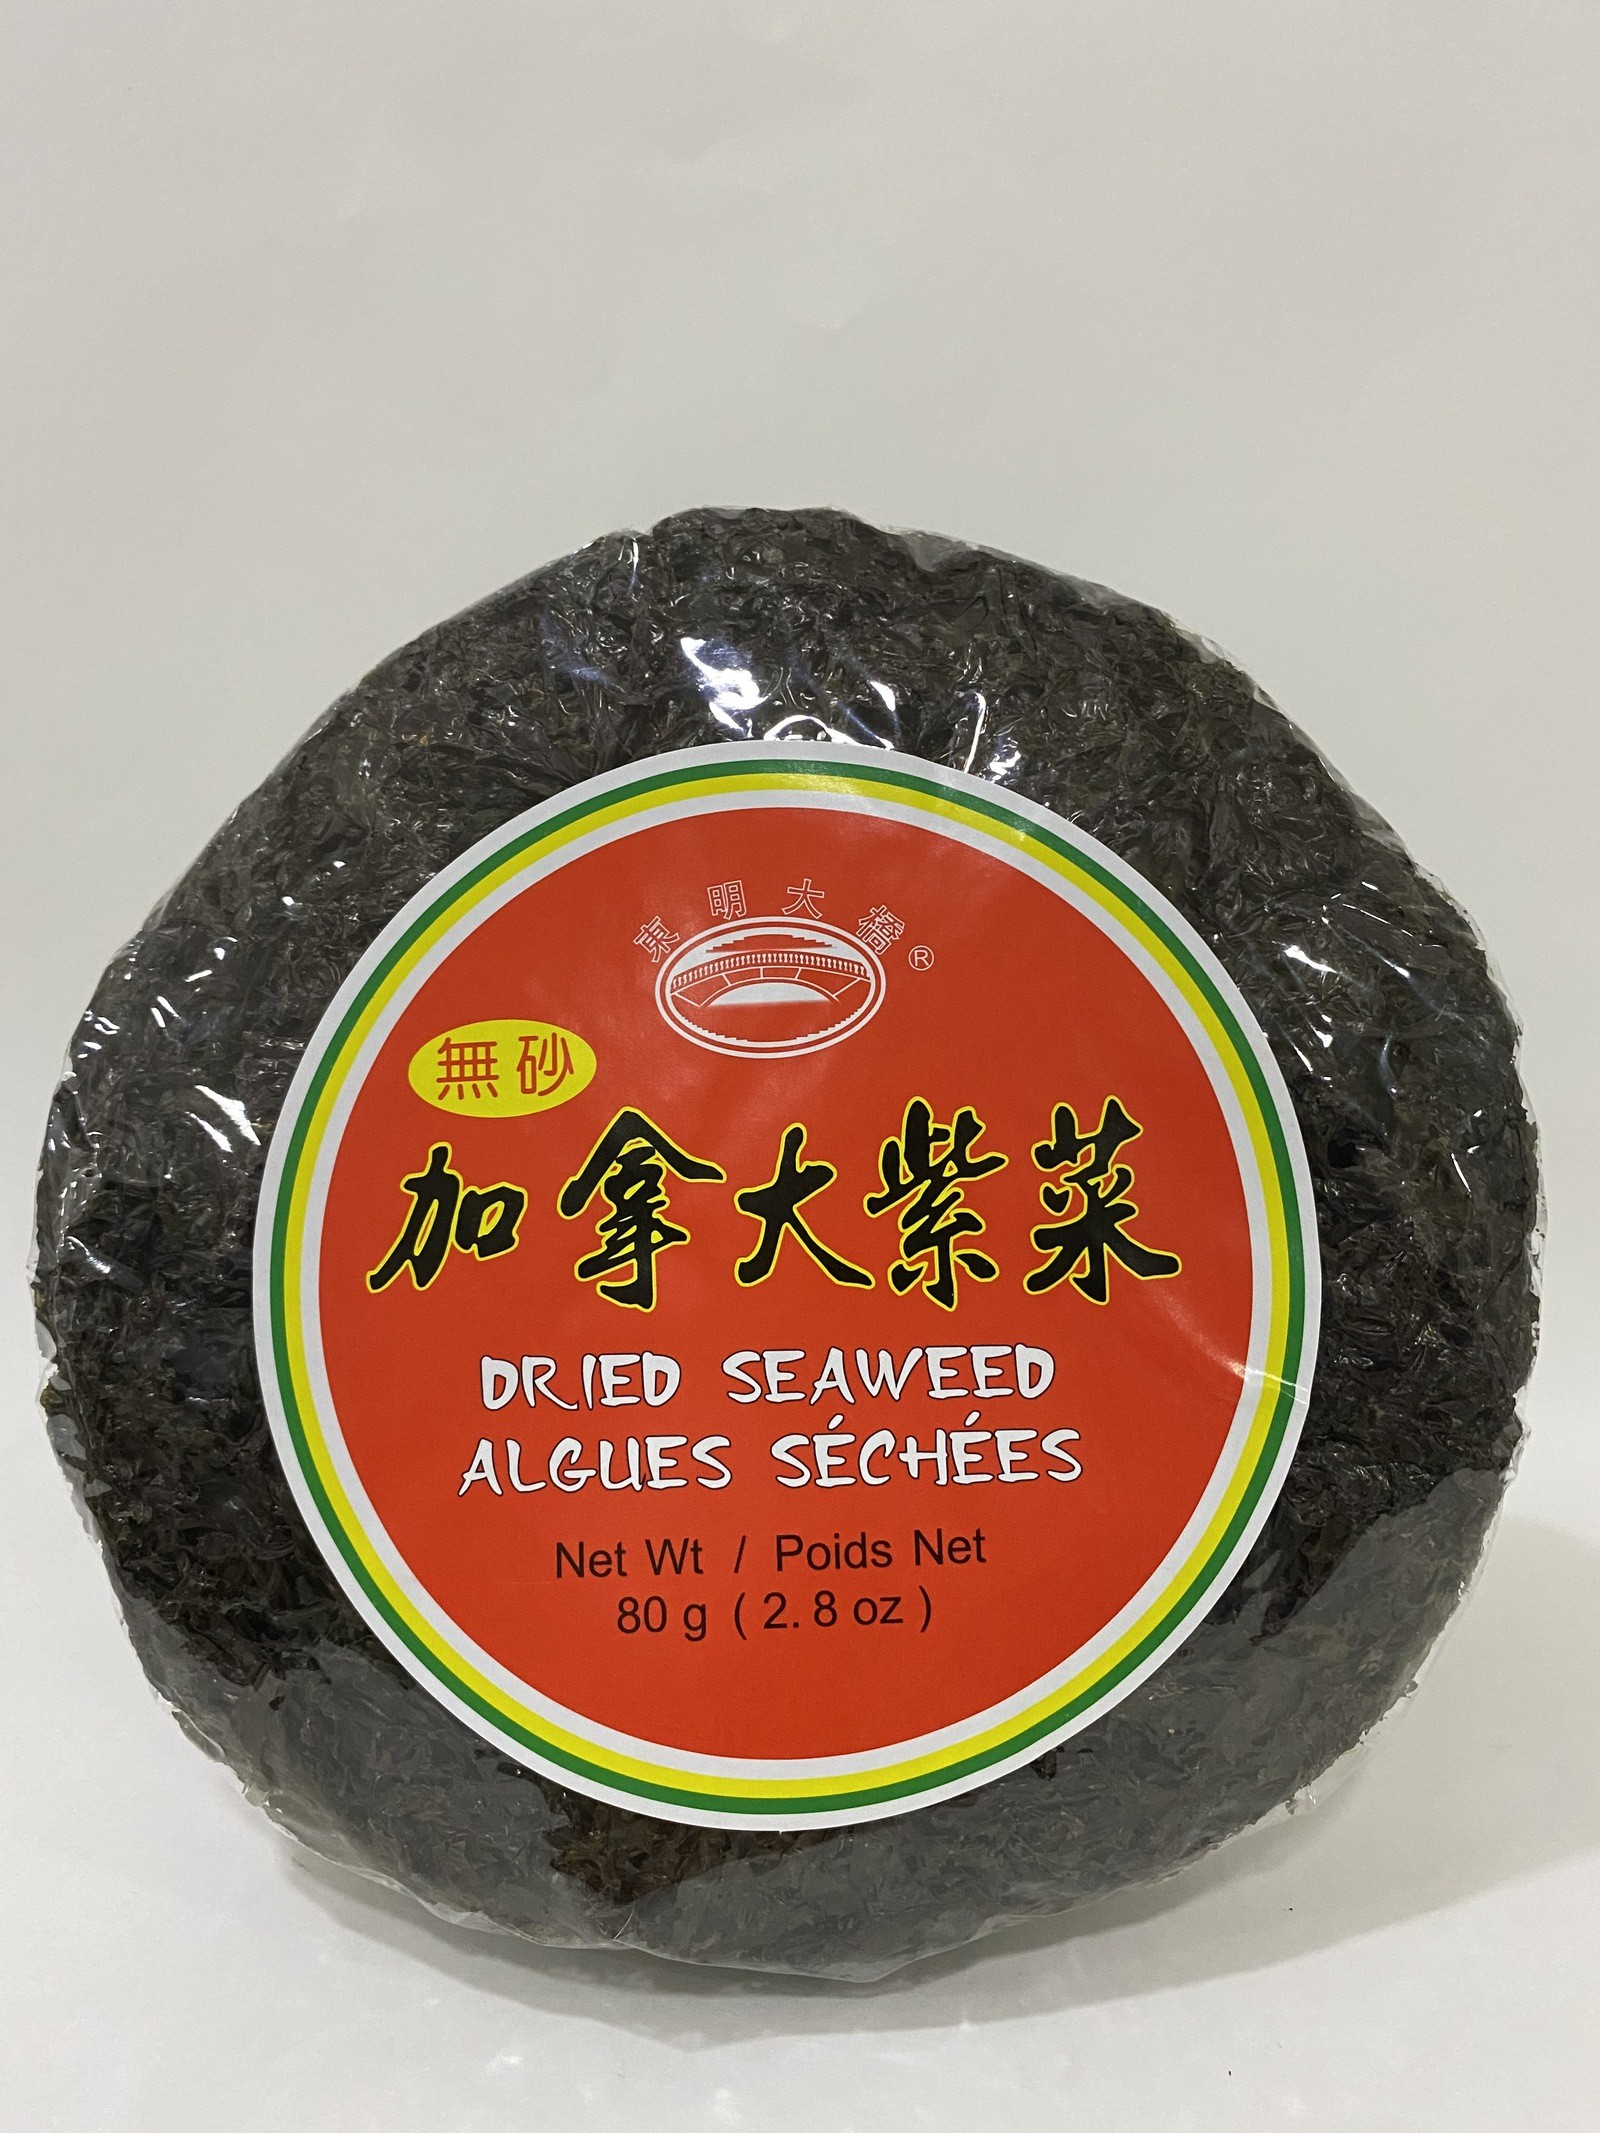 東明大橋®
無砂
加拿大紫菜
DRIED SEAWEED
ALGUES SÉCHÉES
Net Wt / Poids Net
80 g ( 2.8 oz )